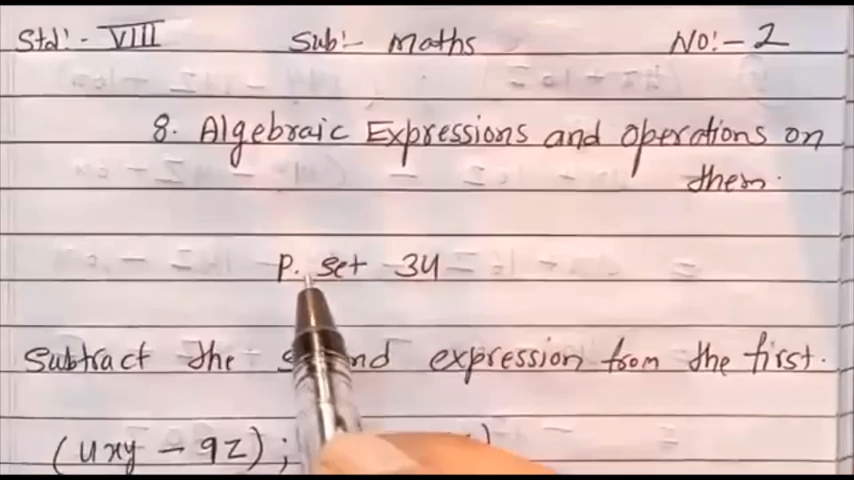 Std:- VIII Sub:- Maths No:- 2
8. Algebraic Expressions and operations on
them.
P. set 34
Subtract the expression from the first.
(4xy - 9z);